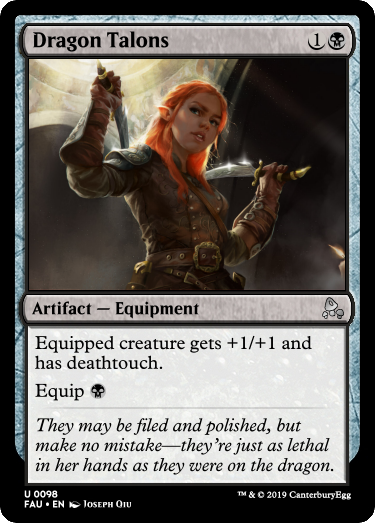 Dragon Talons 1
Artifact — Equipment
Equipped creature gets +1/+1 and
has deathtouch.
Equip
They may be filed and polished, but
make no mistake—they're just as lethal
in her hands as they were on the dragon.
U 0098
FAU • EN Joseph Qiu
™ & © 2019 CanterburyEgg